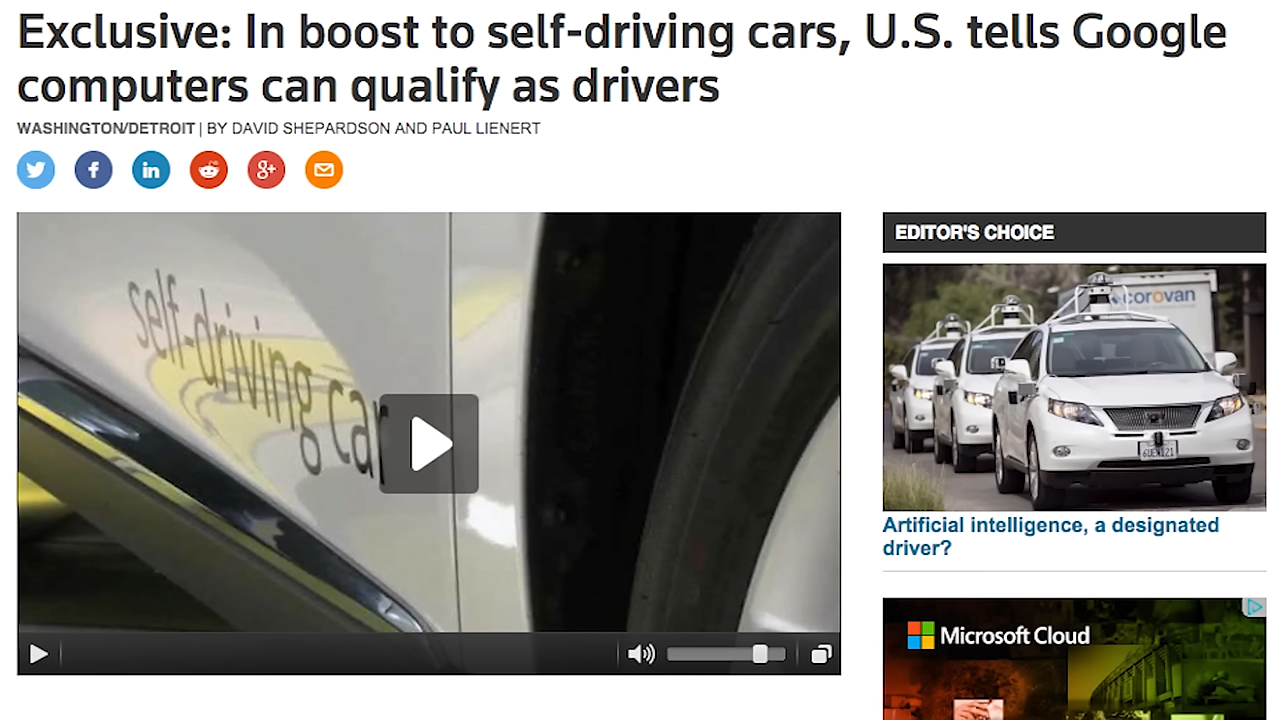 Exclusive: In boost to self-driving cars, U.S. tells Google
computers can qualify as drivers
WASHINGTON/DETROIT | BY DAVID SHEPARDSON AND PAUL LIENERT
self-driving car
EDITOR'S CHOICE
corovan
Artificial intelligence, a designated
driver?
Microsoft Cloud